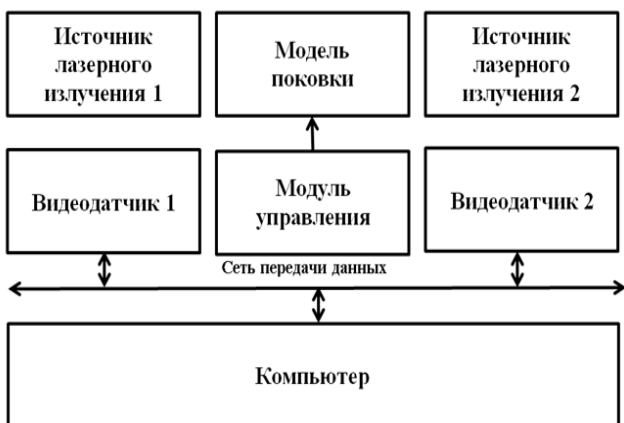 Источник
лазерного
излучения 1
Модель
поковки
Источник
лазерного
излучения 2
Видеодатчик 1
Модуль
управления
Видеодатчик 2
Сеть передачи данных
Компьютер